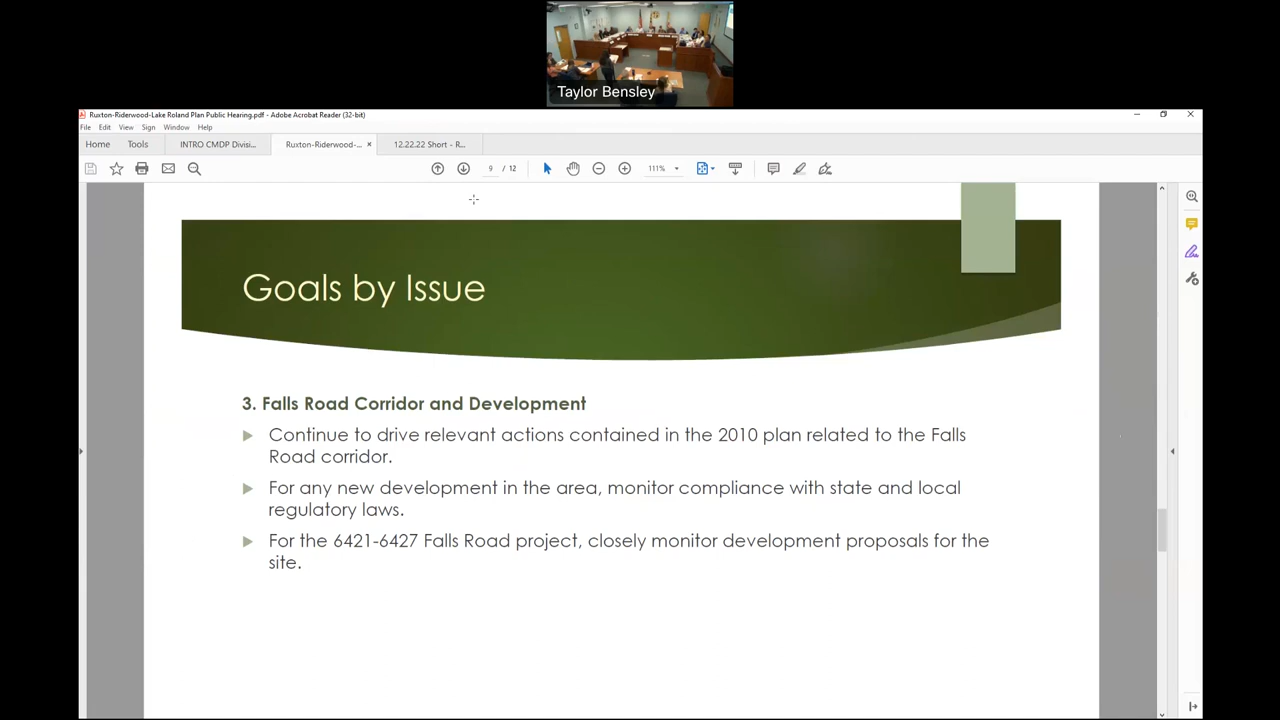 Taylor Bensley
Ruxton-Riderwood-Lake Roland Plan Public Hearing.pdf - Adobe Acrobat Reader (32-bit)
File Edit View Sign Window Help
Home Tools INTRO CMDP Divisi... Ruxton-Riderwood-... × 12.22.22 Short - R...
9 / 12 111%
Goals by Issue
3. Falls Road Corridor and Development
Continue to drive relevant actions contained in the 2010 plan related to the Falls
Road corridor.
For any new development in the area, monitor compliance with state and local
regulatory laws.
For the 6421-6427 Falls Road project, closely monitor development proposals for the
site.